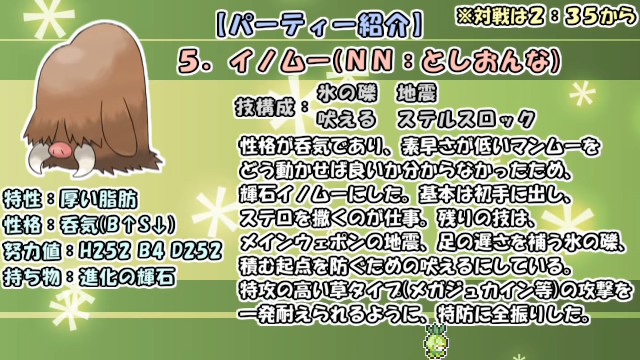 【パーティー紹介】
※対戦は2：35から
5．イノムー(NN：としおんな)
技構成：氷の礫　地震
吠える　ステルスロック
性格が呑気であり、素早さが低いマンムーを
どう動かせば良いか分からなかったため、
輝石イノムーにした。基本は初手に出し、
ステロを撒くのが仕事。残りの技は、
メインウェポンの地震、足の遅さを補う氷の礫、
積む起点を防ぐための吠えるにしている。
特攻の高い草タイプ(メガジュカイン等)の攻撃を
一発耐えられるように、特防に全振りした。
特性：厚い脂肪
性格：呑気(B↑S↓)
努力値：H252 B4 D252
持ち物：進化の輝石